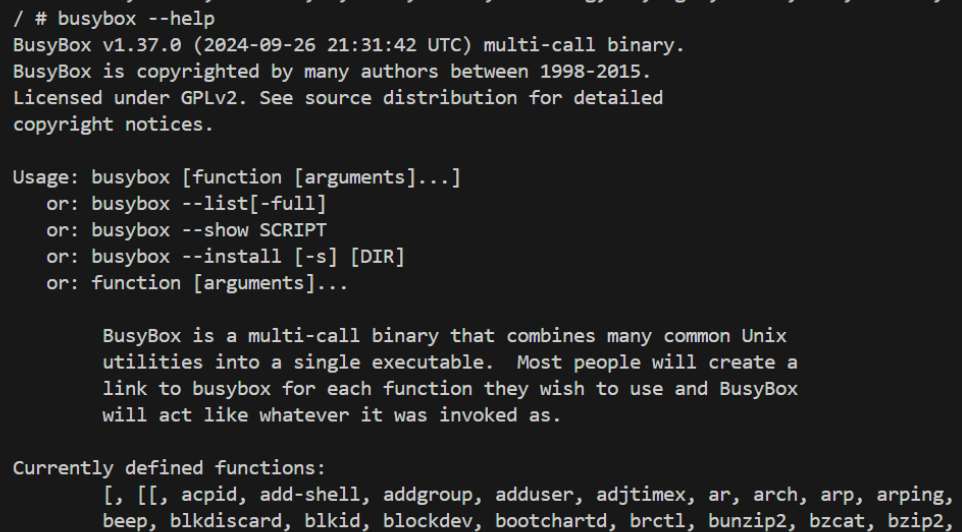 / # busybox --help
BusyBox v1.37.0 (2024-09-26 21:31:42 UTC) multi-call binary.
BusyBox is copyrighted by many authors between 1998-2015.
Licensed under GPLv2. See source distribution for detailed
copyright notices.

Usage: busybox [function [arguments]...]
   or: busybox --list[-full]
   or: busybox --show SCRIPT
   or: busybox --install [-s] [DIR]
   or: function [arguments]...

        BusyBox is a multi-call binary that combines many common Unix
        utilities into a single executable.  Most people will create a
        link to busybox for each function they wish to use and BusyBox
        will act like whatever it was invoked as.

Currently defined functions:
        [, [[, acpid, add-shell, addgroup, adduser, adjtimex, ar, arch, arp, arping,
        beep, blkdiscard, blkid, blockdev, bootchartd, brctl, bunzip2, bzcat, bzip2,